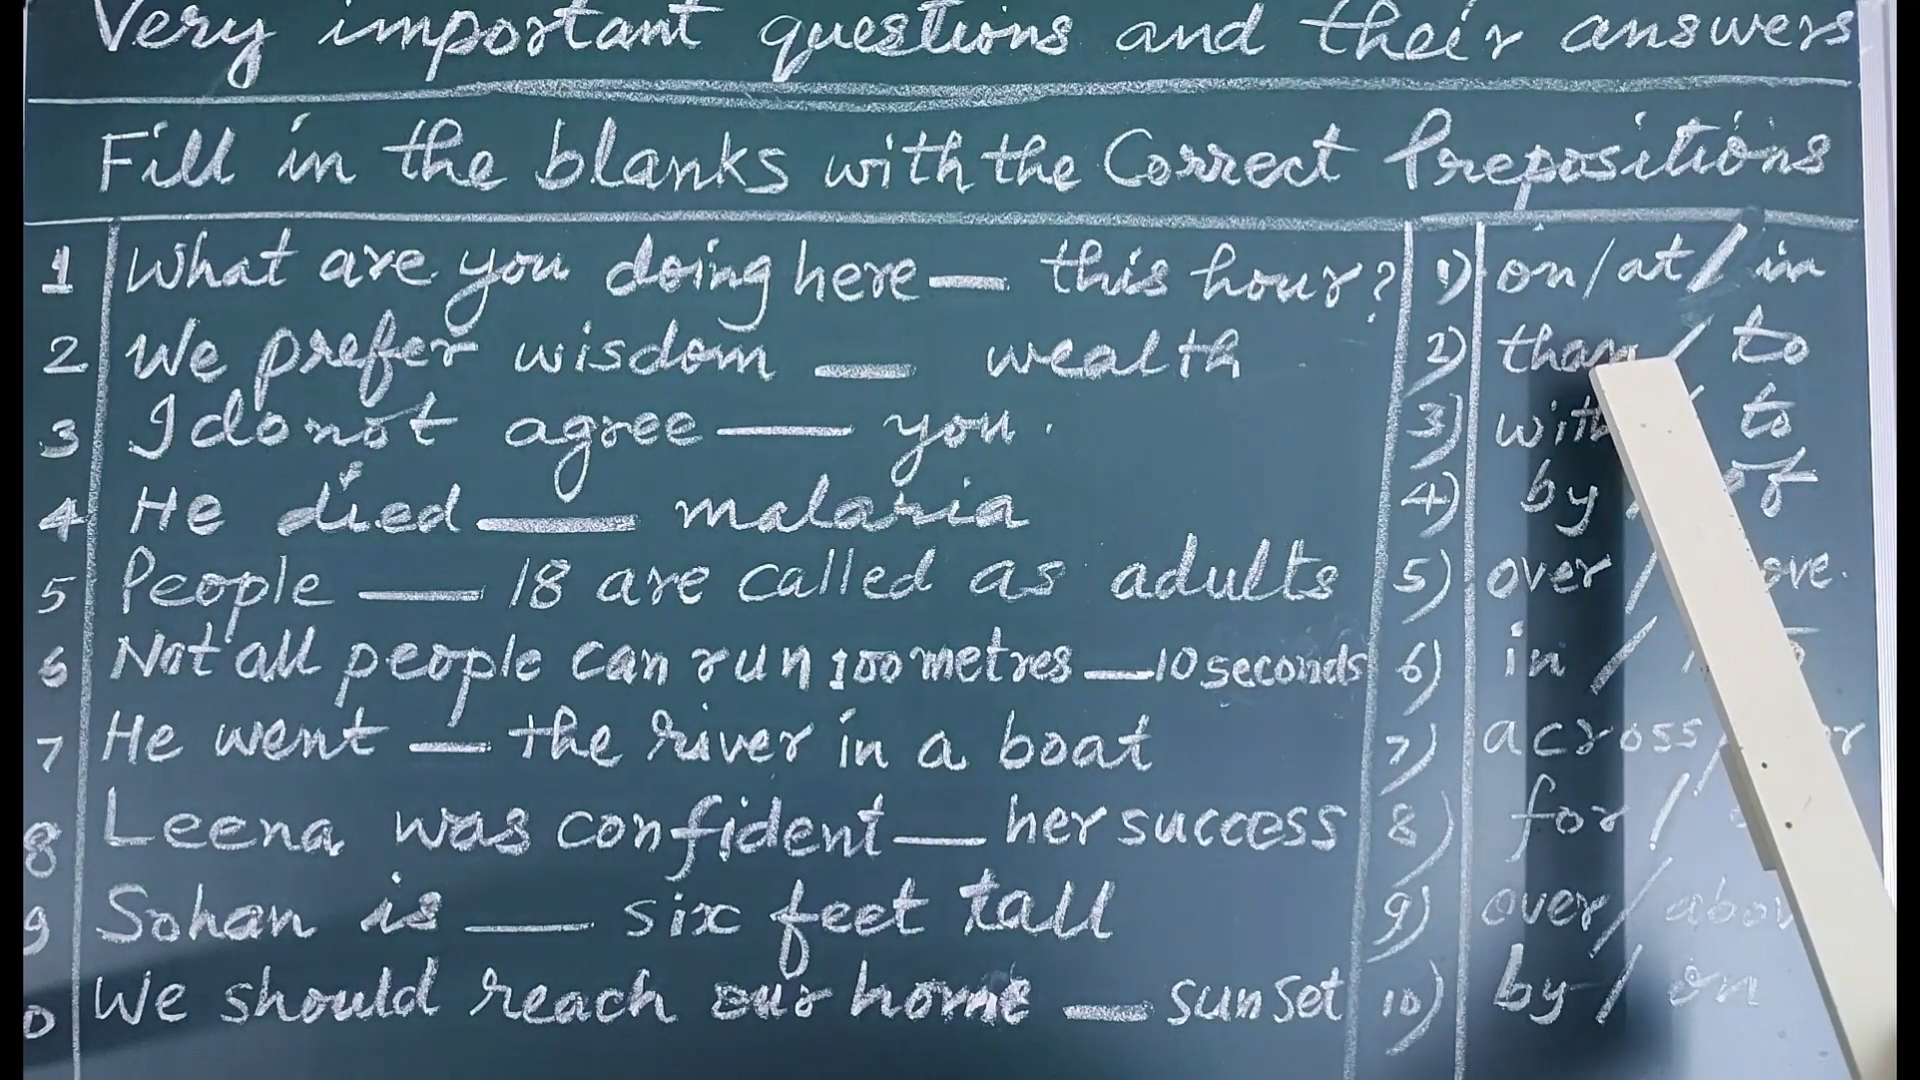 Very important questions and their answers
Fill in the blanks with the Correct Prepositions
1 What are you doing here — this hour? 1) on/at/in
2 We prefer wisdom — wealth 2) than / to
3 I do not agree — you. 3) with / to
4 He died — malaria 4) by / of
5 People — 18 are called as adults 5) over /
6 Not all people can run 100 metres — 10 seconds 6) in /
7 He went — the river in a boat 7) across /
8 Leena was confident — her success 8) for /
9 Sohan is — six feet tall 9) over/
We should reach our home — sunset 10) by / on